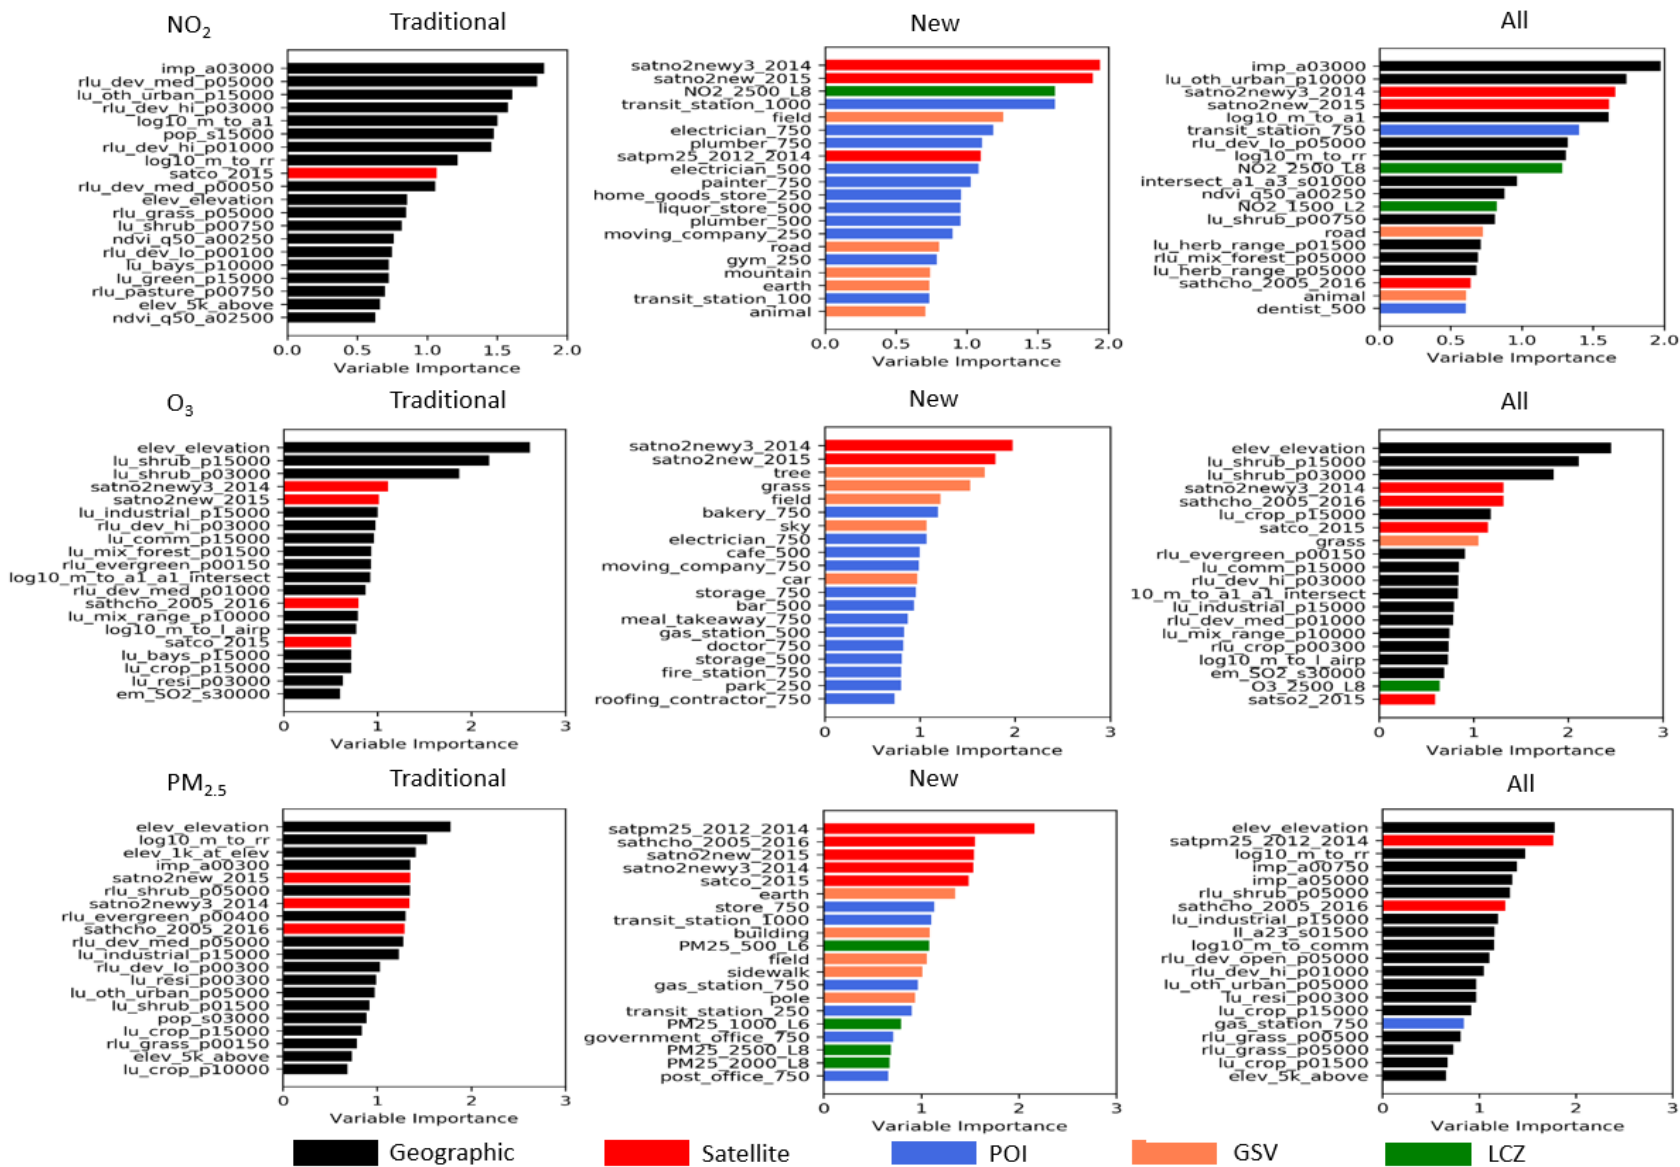 NO2
Traditional
New
All
imp_a03000
rlu_dev_med_p05000
lu_oth_urban_p15000
rlu_dev_hi_p03000
log10_m_to_a1
pop_s15000
rlu_dev_hi_p01000
log10_m_to_rr
satco_2015
rlu_dev_med_p00050
elev_elevation
rlu_grass_p05000
lu_shrub_p00750
ndvi_q50_a00250
rlu_dev_lo_p00100
lu_bays_p10000
lu_green_p15000
rlu_pasture_p00750
elev_5k_above
ndvi_q50_a02500
0.0 0.5 1.0 1.5 2.0
Variable Importance
satno2newy3_2014
satno2new_2015
NO2_2500_L8
transit_station_1000
field
electrician_750
plumber_750
satpm25_2012_2014
electrician_500
painter_750
home_goods_store_250
liquor_store_500
plumber_500
moving_company_250
road
gym_250
mountain
earth
transit_station_100
animal
0.0 0.5 1.0 1.5 2.0
Variable Importance
imp_a03000
lu_oth_urban_p10000
satno2newy3_2014
satno2new_2015
log10_m_to_a1
transit_station_750
rlu_dev_lo_p05000
log10_m_to_rr
NO2_2500_L8
intersect_a1_a3_s01000
ndvi_q50_a00250
NO2_1500_L2
lu_shrub_p00750
road
lu_herb_range_p01500
rlu_mix_forest_p05000
lu_herb_range_p05000
sathcho_2005_2016
animal
dentist_500
0.0 0.5 1.0 1.5 2.0
Variable Importance
O3
Traditional
New
All
elev_elevation
lu_shrub_p15000
lu_shrub_p03000
satno2newy3_2014
satno2new_2015
lu_industrial_p15000
rlu_dev_hi_p03000
lu_comm_p15000
lu_mix_forest_p01500
rlu_evergreen_p00150
log10_m_to_a1_a1_intersect
rlu_dev_med_p01000
sathcho_2005_2016
lu_mix_range_p10000
log10_m_to_l_airp
satco_2015
lu_bays_p15000
lu_crop_p15000
lu_resi_p03000
em_SO2_s30000
0 1 2 3
Variable Importance
satno2newy3_2014
satno2new_2015
tree
grass
field
bakery_750
sky
electrician_750
cafe_500
moving_company_750
car
storage_750
bar_500
meal_takeaway_750
gas_station_500
doctor_750
storage_500
fire_station_750
park_250
roofing_contractor_750
0 1 2 3
Variable Importance
elev_elevation
lu_shrub_p15000
lu_shrub_p03000
satno2newy3_2014
sathcho_2005_2016
lu_crop_p15000
satco_2015
grass
rlu_evergreen_p00150
lu_comm_p15000
rlu_dev_hi_p03000
10_m_to_a1_a1_intersect
lu_industrial_p15000
rlu_dev_med_p01000
lu_mix_range_p10000
rlu_crop_p00300
log10_m_to_l_airp
em_SO2_s30000
O3_2500_L8
satso2_2015
0 1 2 3
Variable Importance
PM2.5
Traditional
New
All
elev_elevation
log10_m_to_rr
elev_1k_at_elev
imp_a00300
satno2new_2015
rlu_shrub_p05000
satno2newy3_2014
rlu_evergreen_p00400
sathcho_2005_2016
rlu_dev_med_p05000
lu_industrial_p15000
rlu_dev_lo_p00300
lu_resi_p00300
lu_oth_urban_p05000
lu_shrub_p01500
pop_s03000
lu_crop_p15000
rlu_grass_p00150
elev_5k_above
lu_crop_p10000
0 1 2 3
Variable Importance
satpm25_2012_2014
sathcho_2005_2016
satno2new_2015
satno2newy3_2014
satco_2015
earth
store_750
transit_station_1000
building
PM25_500_L6
field
sidewalk
gas_station_750
pole
transit_station_250
PM25_1000_L6
government_office_750
PM25_2500_L8
PM25_2000_L8
post_office_750
0 1 2 3
Variable Importance
elev_elevation
satpm25_2012_2014
log10_m_to_rr
imp_a00750
imp_a05000
rlu_shrub_p05000
sathcho_2005_2016
lu_industrial_p15000
ll_a23_s01500
log10_m_to_comm
rlu_dev_open_p05000
rlu_dev_hi_p01000
lu_oth_urban_p05000
lu_resi_p00300
lu_crop_p15000
gas_station_750
rlu_grass_p00500
rlu_grass_p05000
lu_crop_p01500
elev_5k_above
0 1 2 3
Variable Importance
Geographic
Satellite
POI
GSV
LCZ